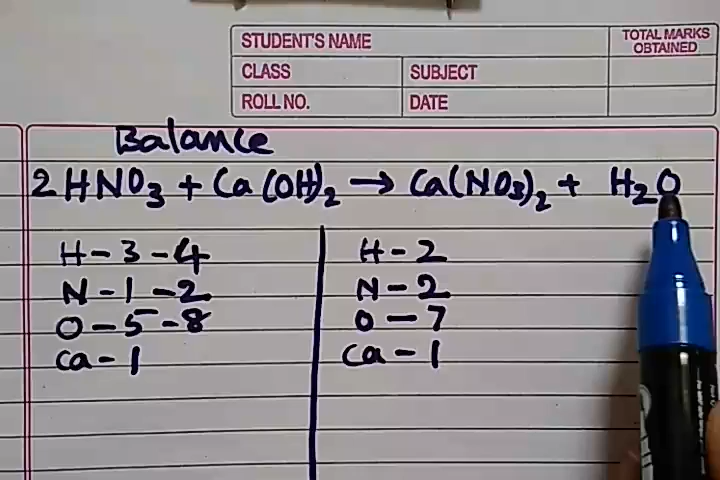 STUDENT'S NAME
TOTAL MARKS OBTAINED
CLASS SUBJECT
ROLL NO. DATE
Balance
2HNO₃ + Ca(OH)₂ → Ca(NO₃)₂ + H₂O
H - 3 - 4 H - 2
N - 1 - 2 N - 2
O - 5 - 8 O - 7
Ca - 1 Ca - 1